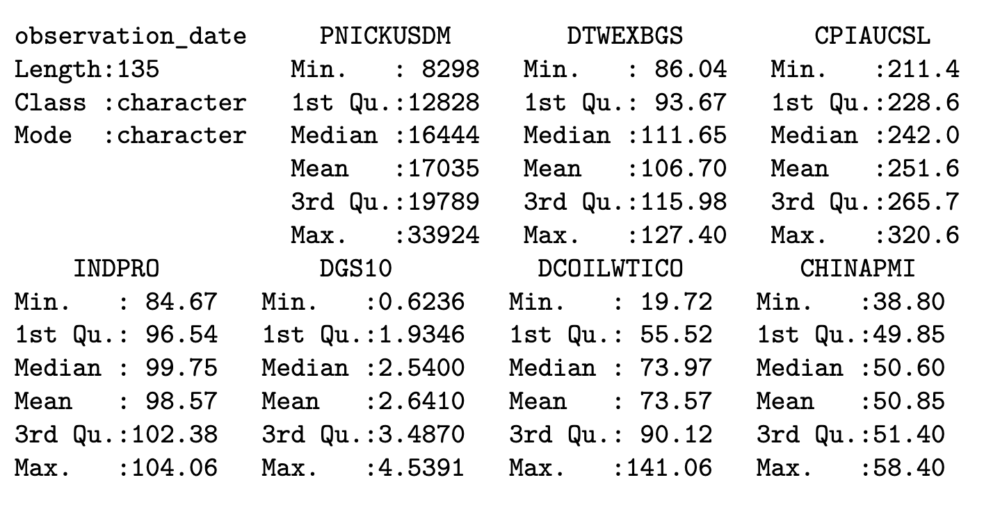 observation_date     PNICKUSDM        DTWEXBGS         CPIAUCSL
Length:135         Min.   : 8298   Min.   : 86.04   Min.   :211.4
Class :character   1st Qu.:12828   1st Qu.: 93.67   1st Qu.:228.6
Mode  :character   Median :16444   Median :111.65   Median :242.0
                   Mean   :17035   Mean   :106.70   Mean   :251.6
                   3rd Qu.:19789   3rd Qu.:115.98   3rd Qu.:265.7
                   Max.   :33924   Max.   :127.40   Max.   :320.6
    INDPRO           DGS10          DCOILWTICO        CHINAPMI
Min.   : 84.67   Min.   :0.6236   Min.   : 19.72   Min.   :38.80
1st Qu.: 96.54   1st Qu.:1.9346   1st Qu.: 55.52   1st Qu.:49.85
Median : 99.75   Median :2.5400   Median : 73.97   Median :50.60
Mean   : 98.57   Mean   :2.6410   Mean   : 73.57   Mean   :50.85
3rd Qu.:102.38   3rd Qu.:3.4870   3rd Qu.: 90.12   3rd Qu.:51.40
Max.   :104.06   Max.   :4.5391   Max.   :141.06   Max.   :58.40